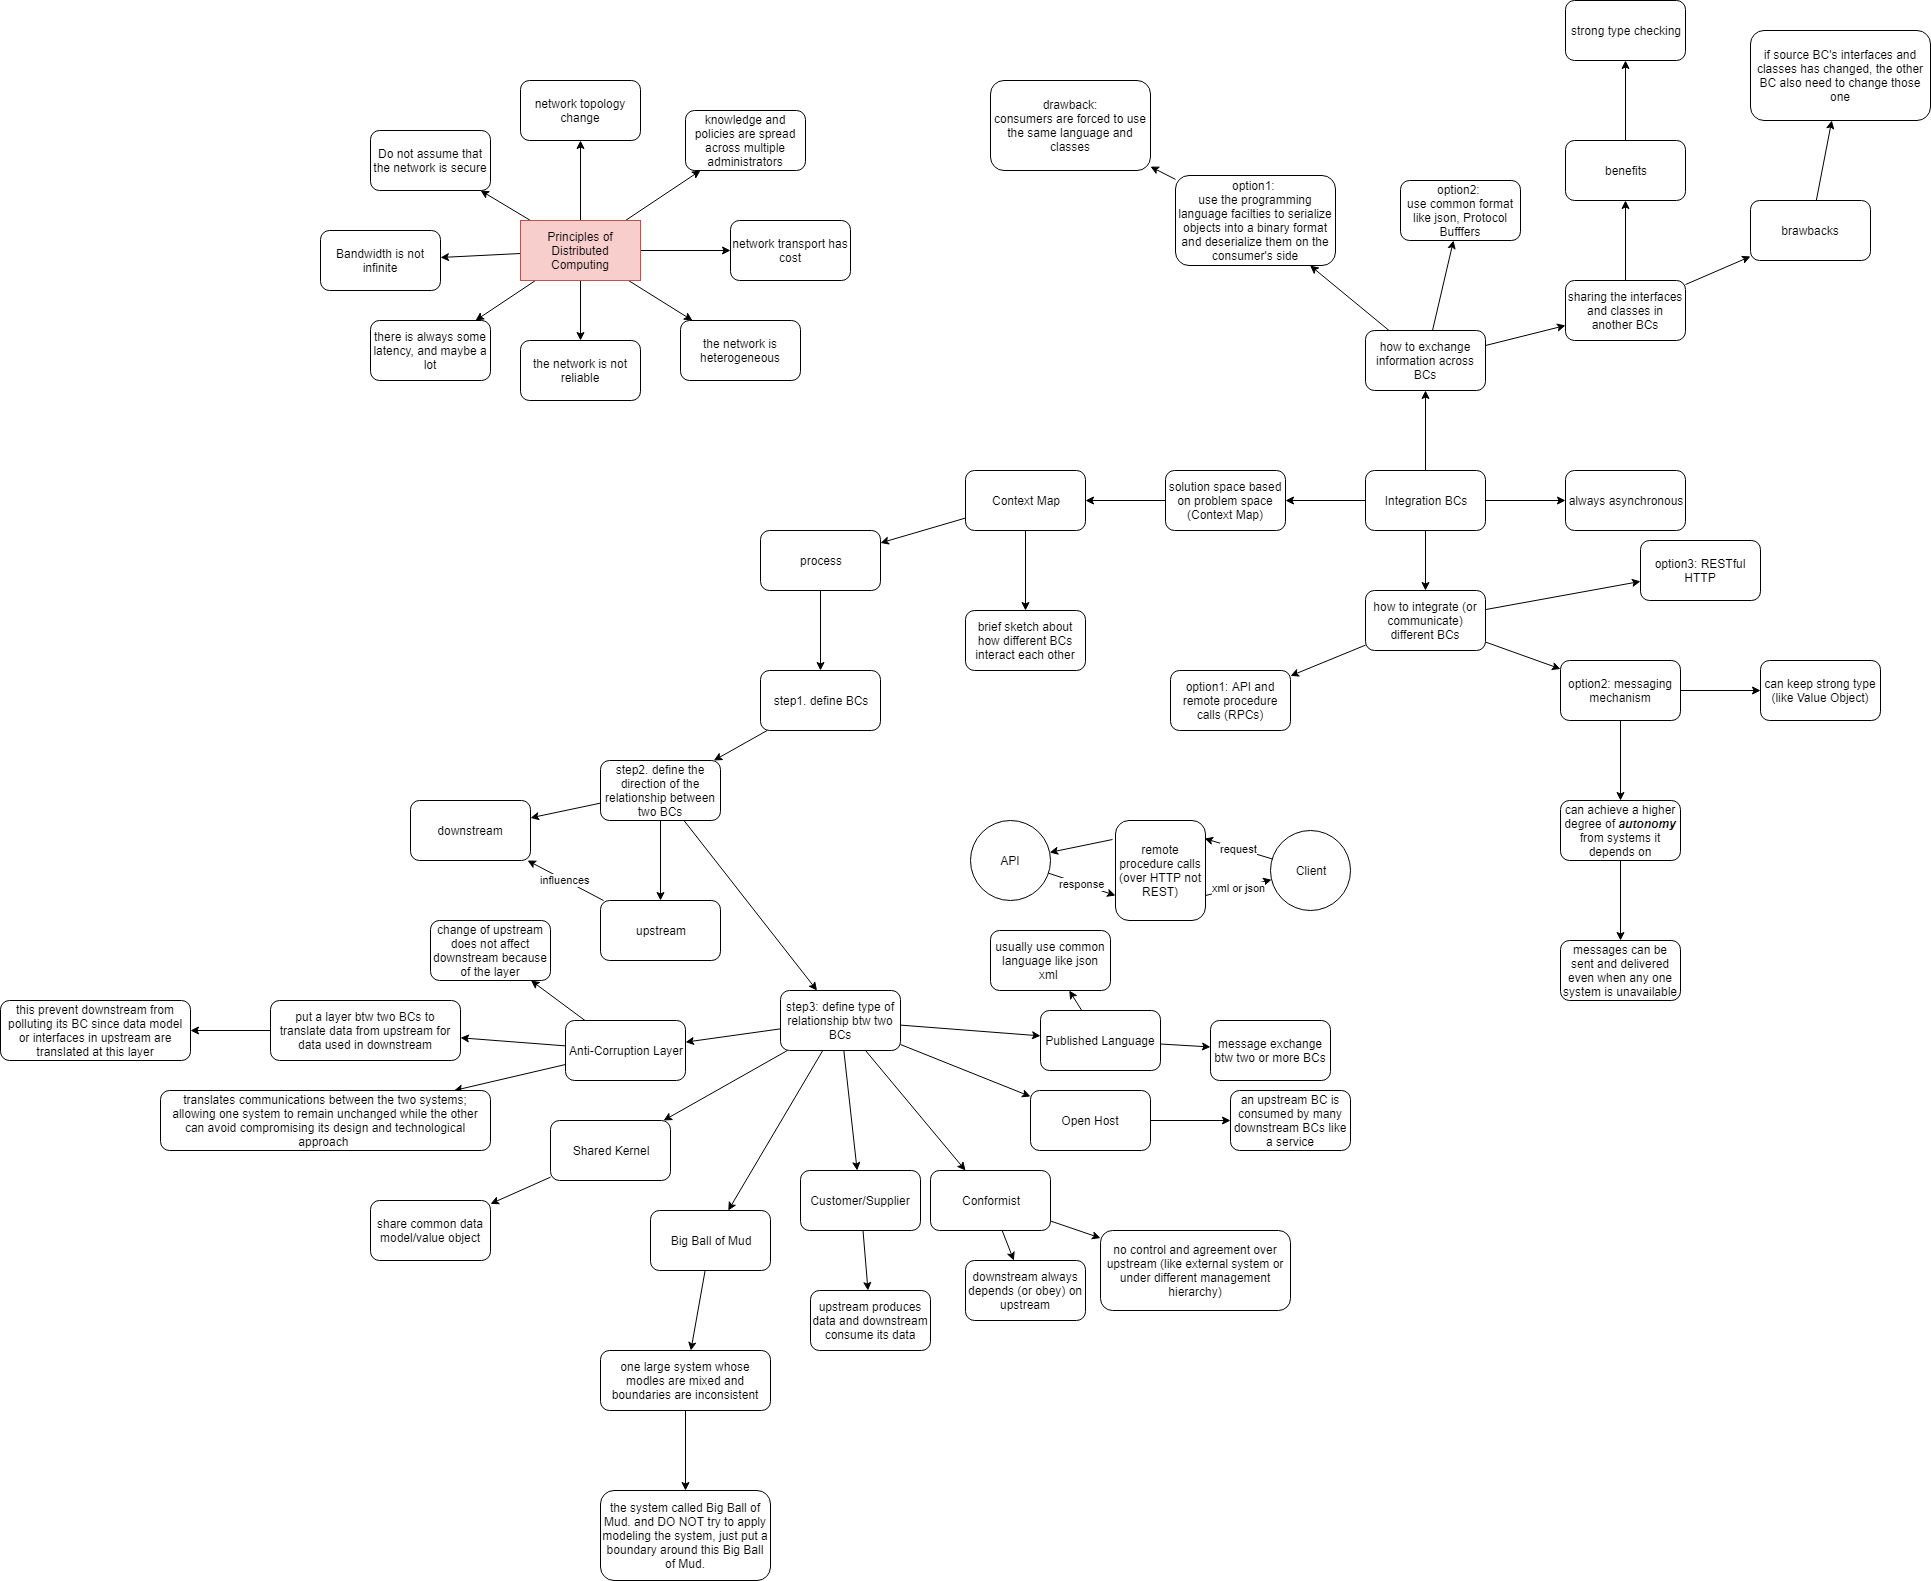 strong type checking
if source BC's interfaces and
classes has changed, the other
BC also need to change those
one
network topology
change
drawback:
consumers are forced to use
the same language and
classes
knowledge and
policies are spread
across multiple
administrators
Do not assume that
the network is secure
benefits
option1:
use the programming
language facilties to serialize
objects into a binary format
and deserialize them on the
consumer's side
option2:
use common format
like json, Protocol
Bufffers
brawbacks
Principles of
Distributed
Computing
network transport has
cost
Bandwidth is not
infinite
sharing the interfaces
and classes in
another BCs
there is always some
latency, and maybe a
lot
the network is not
reliable
the network is
heterogeneous
how to exchange
information across
BCs
Context Map
solution space based
on problem space
(Context Map)
Integration BCs
always asynchronous
process
option3: RESTful
HTTP
brief sketch about
how different BCs
interact each other
how to integrate (or
communicate)
different BCs
step1. define BCs
option1: API and
remote procedure
calls (RPCs)
option2: messaging
mechanism
can keep strong type
(like Value Object)
step2. define the
direction of the
relationship between
two BCs
downstream
influences
upstream
can achieve a higher
degree of autonomy
from systems it
depends on
API
response
remote
procedure calls
(over HTTP not
REST)
request
xml or json
Client
change of upstream
does not affect
downstream because
of the layer
usually use common
language like json
xml
messages can be
sent and delivered
even when any one
system is unavailable
this prevent downstream from
polluting its BC since data model
or interfaces in upstream are
translated at this layer
put a layer btw two BCs to
translate data from upstream for
data used in downstream
Anti-Corruption Layer
step3: define type of
relationship btw two
BCs
Published Language
message exchange
btw two or more BCs
translates communications between the two systems;
allowing one system to remain unchanged while the other
can avoid compromising its design and technological
approach
Open Host
an upstream BC is
consumed by many
downstream BCs like
a service
Shared Kernel
share common data
model/value object
Big Ball of Mud
Customer/Supplier
Conformist
no control and agreement over
upstream (like external system or
under different management
hierarchy)
downstream always
depends (or obey) on
upstream
upstream produces
data and downstream
consume its data
one large system whose
modles are mixed and
boundaries are inconsistent
the system called Big Ball of
Mud. and DO NOT try to apply
modeling the system, just put a
boundary around this Big Ball
of Mud.